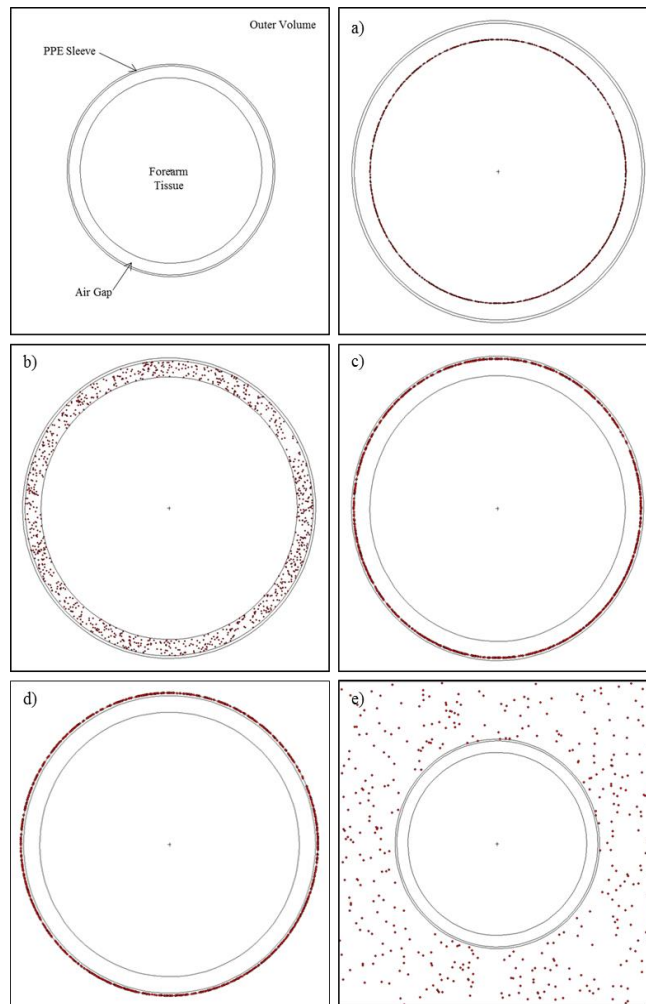 Outer Volume
PPE Sleeve
Forearm
Tissue
Air Gap
a)
b)
c)
d)
e)